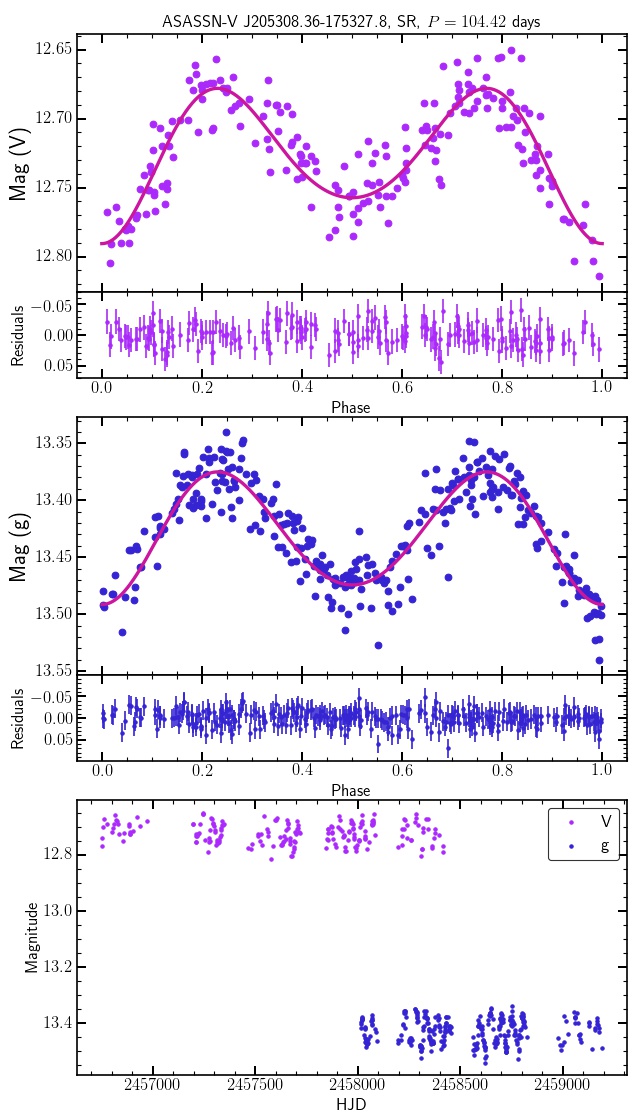 ASASSN-V J205308.36-175327.8, SR, P = 104.42 days
12.65
12.70
12.75
12.80
Mag (V)
−0.05
0.00
0.05
Residuals
0.0 0.2 0.4 0.6 0.8 1.0
Phase
13.35
13.40
13.45
13.50
13.55
Mag (g)
−0.05
0.00
0.05
Residuals
0.0 0.2 0.4 0.6 0.8 1.0
Phase
V
g
12.8
13.0
13.2
13.4
Magnitude
2457000 2457500 2458000 2458500 2459000
HJD